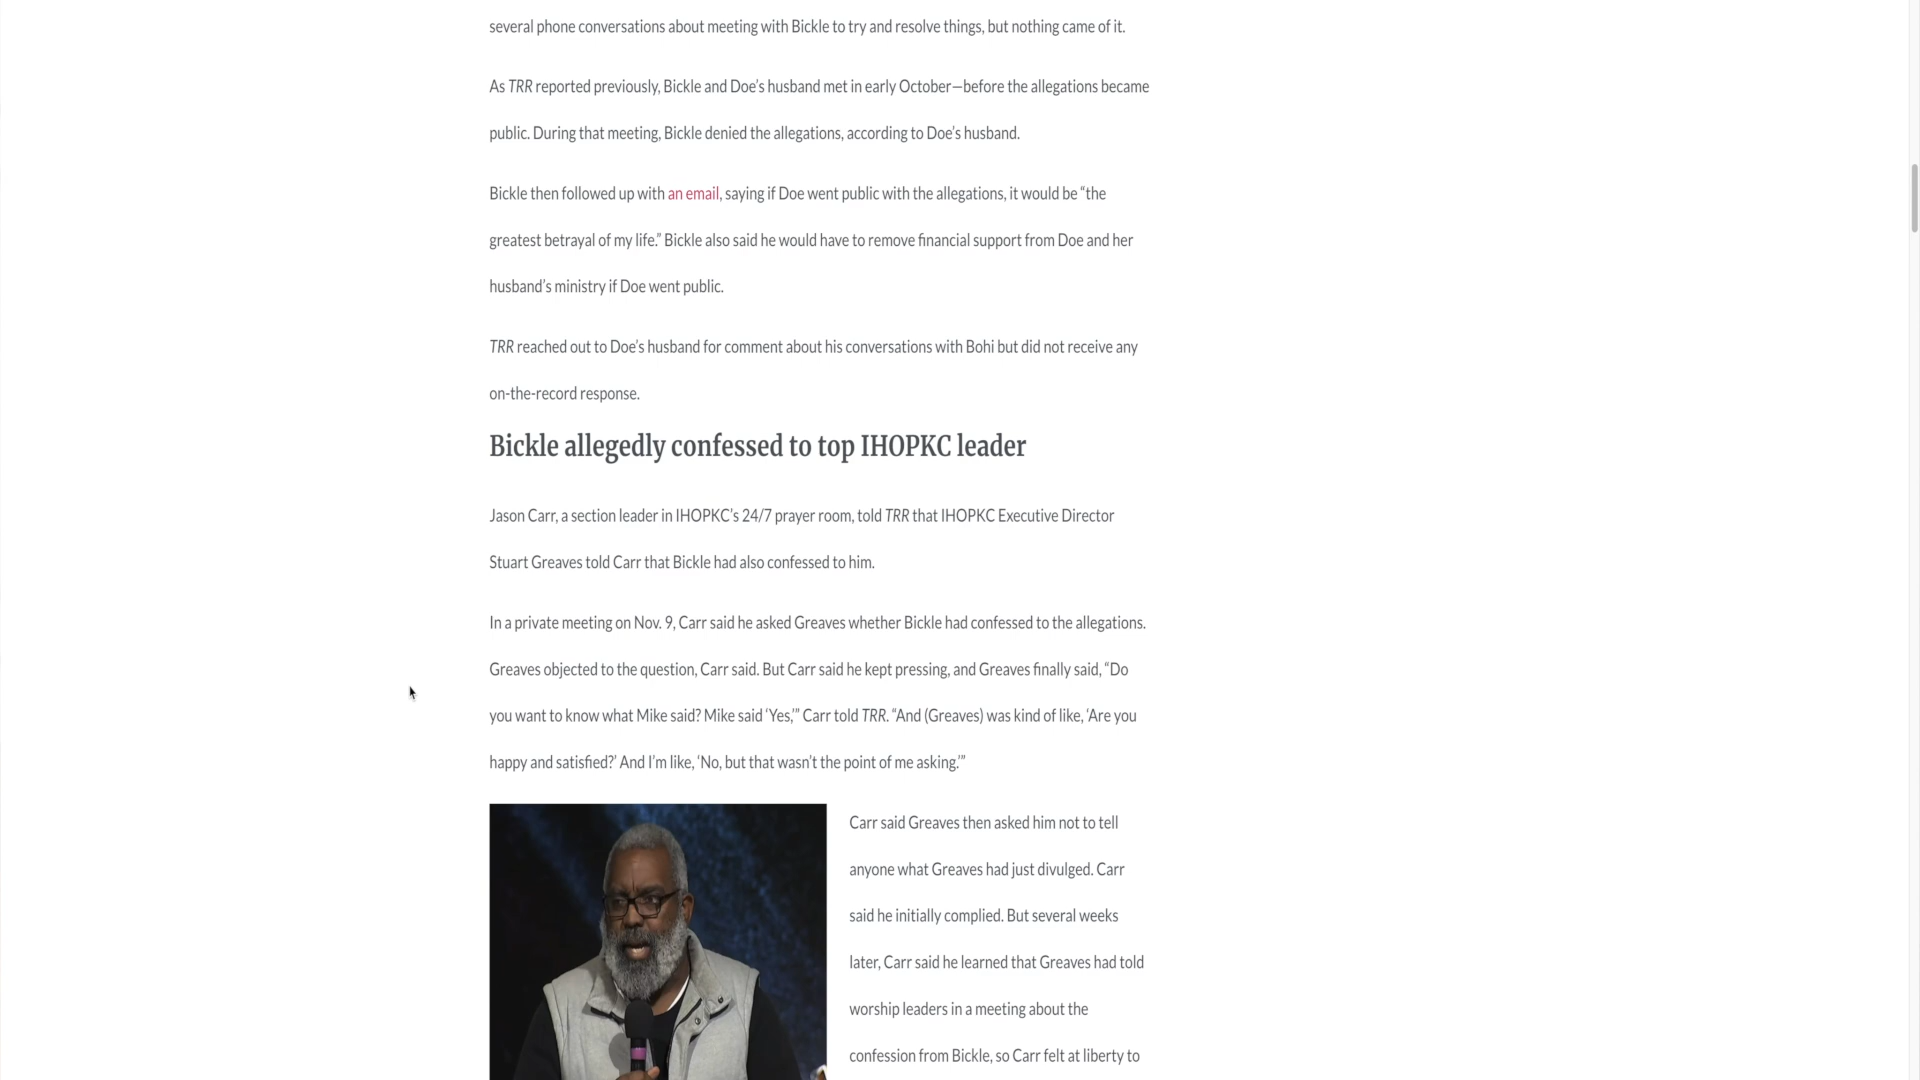 several phone conversations about meeting with Bickle to try and resolve things, but nothing came of it.
As TRR reported previously, Bickle and Doe’s husband met in early October—before the allegations became
public. During that meeting, Bickle denied the allegations, according to Doe’s husband.
Bickle then followed up with an email, saying if Doe went public with the allegations, it would be “the
greatest betrayal of my life.” Bickle also said he would have to remove financial support from Doe and her
husband’s ministry if Doe went public.
TRR reached out to Doe’s husband for comment about his conversations with Bohi but did not receive any
on-the-record response.
Bickle allegedly confessed to top IHOPKC leader
Jason Carr, a section leader in IHOPKC’s 24/7 prayer room, told TRR that IHOPKC Executive Director
Stuart Greaves told Carr that Bickle had also confessed to him.
In a private meeting on Nov. 9, Carr said he asked Greaves whether Bickle had confessed to the allegations.
Greaves objected to the question, Carr said. But Carr said he kept pressing, and Greaves finally said, “Do
you want to know what Mike said? Mike said ‘Yes,’” Carr told TRR. “And (Greaves) was kind of like, ‘Are you
happy and satisfied?’ And I’m like, ‘No, but that wasn’t the point of me asking.’”
Carr said Greaves then asked him not to tell
anyone what Greaves had just divulged. Carr
said he initially complied. But several weeks
later, Carr said he learned that Greaves had told
worship leaders in a meeting about the
confession from Bickle, so Carr felt at liberty to